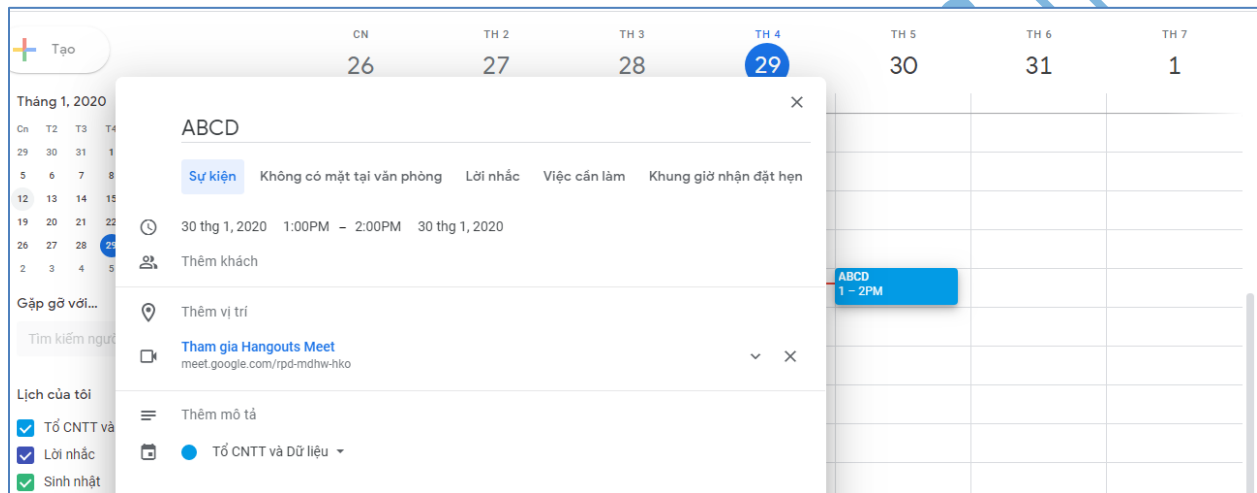 CN TH 2 TH 3 TH 4 TH 5 TH 6 TH 7
Tạo
26 27 28 29 30 31 1
Tháng 1, 2020
Cn T2 T3 T4
29 30 31 1
5 6 7 8
12 13 14 15
19 20 21 22
26 27 28 29
2 3 4 5
Gặp gỡ với...
Tìm kiếm
Lịch của tôi
Tổ CNTT và
Lời nhắc
Sinh nhật
ABCD
Sự kiện Không có mặt tại văn phòng Lời nhắc Việc cần làm Khung giờ nhận đặt hẹn
30 thg 1, 2020 1:00PM – 2:00PM 30 thg 1, 2020
Thêm khách
Thêm vị trí
Tham gia Hangouts Meet
meet.google.com/rpd-mdhw-hko
Thêm mô tả
Tổ CNTT và Dữ liệu
ABCD
1 – 2PM